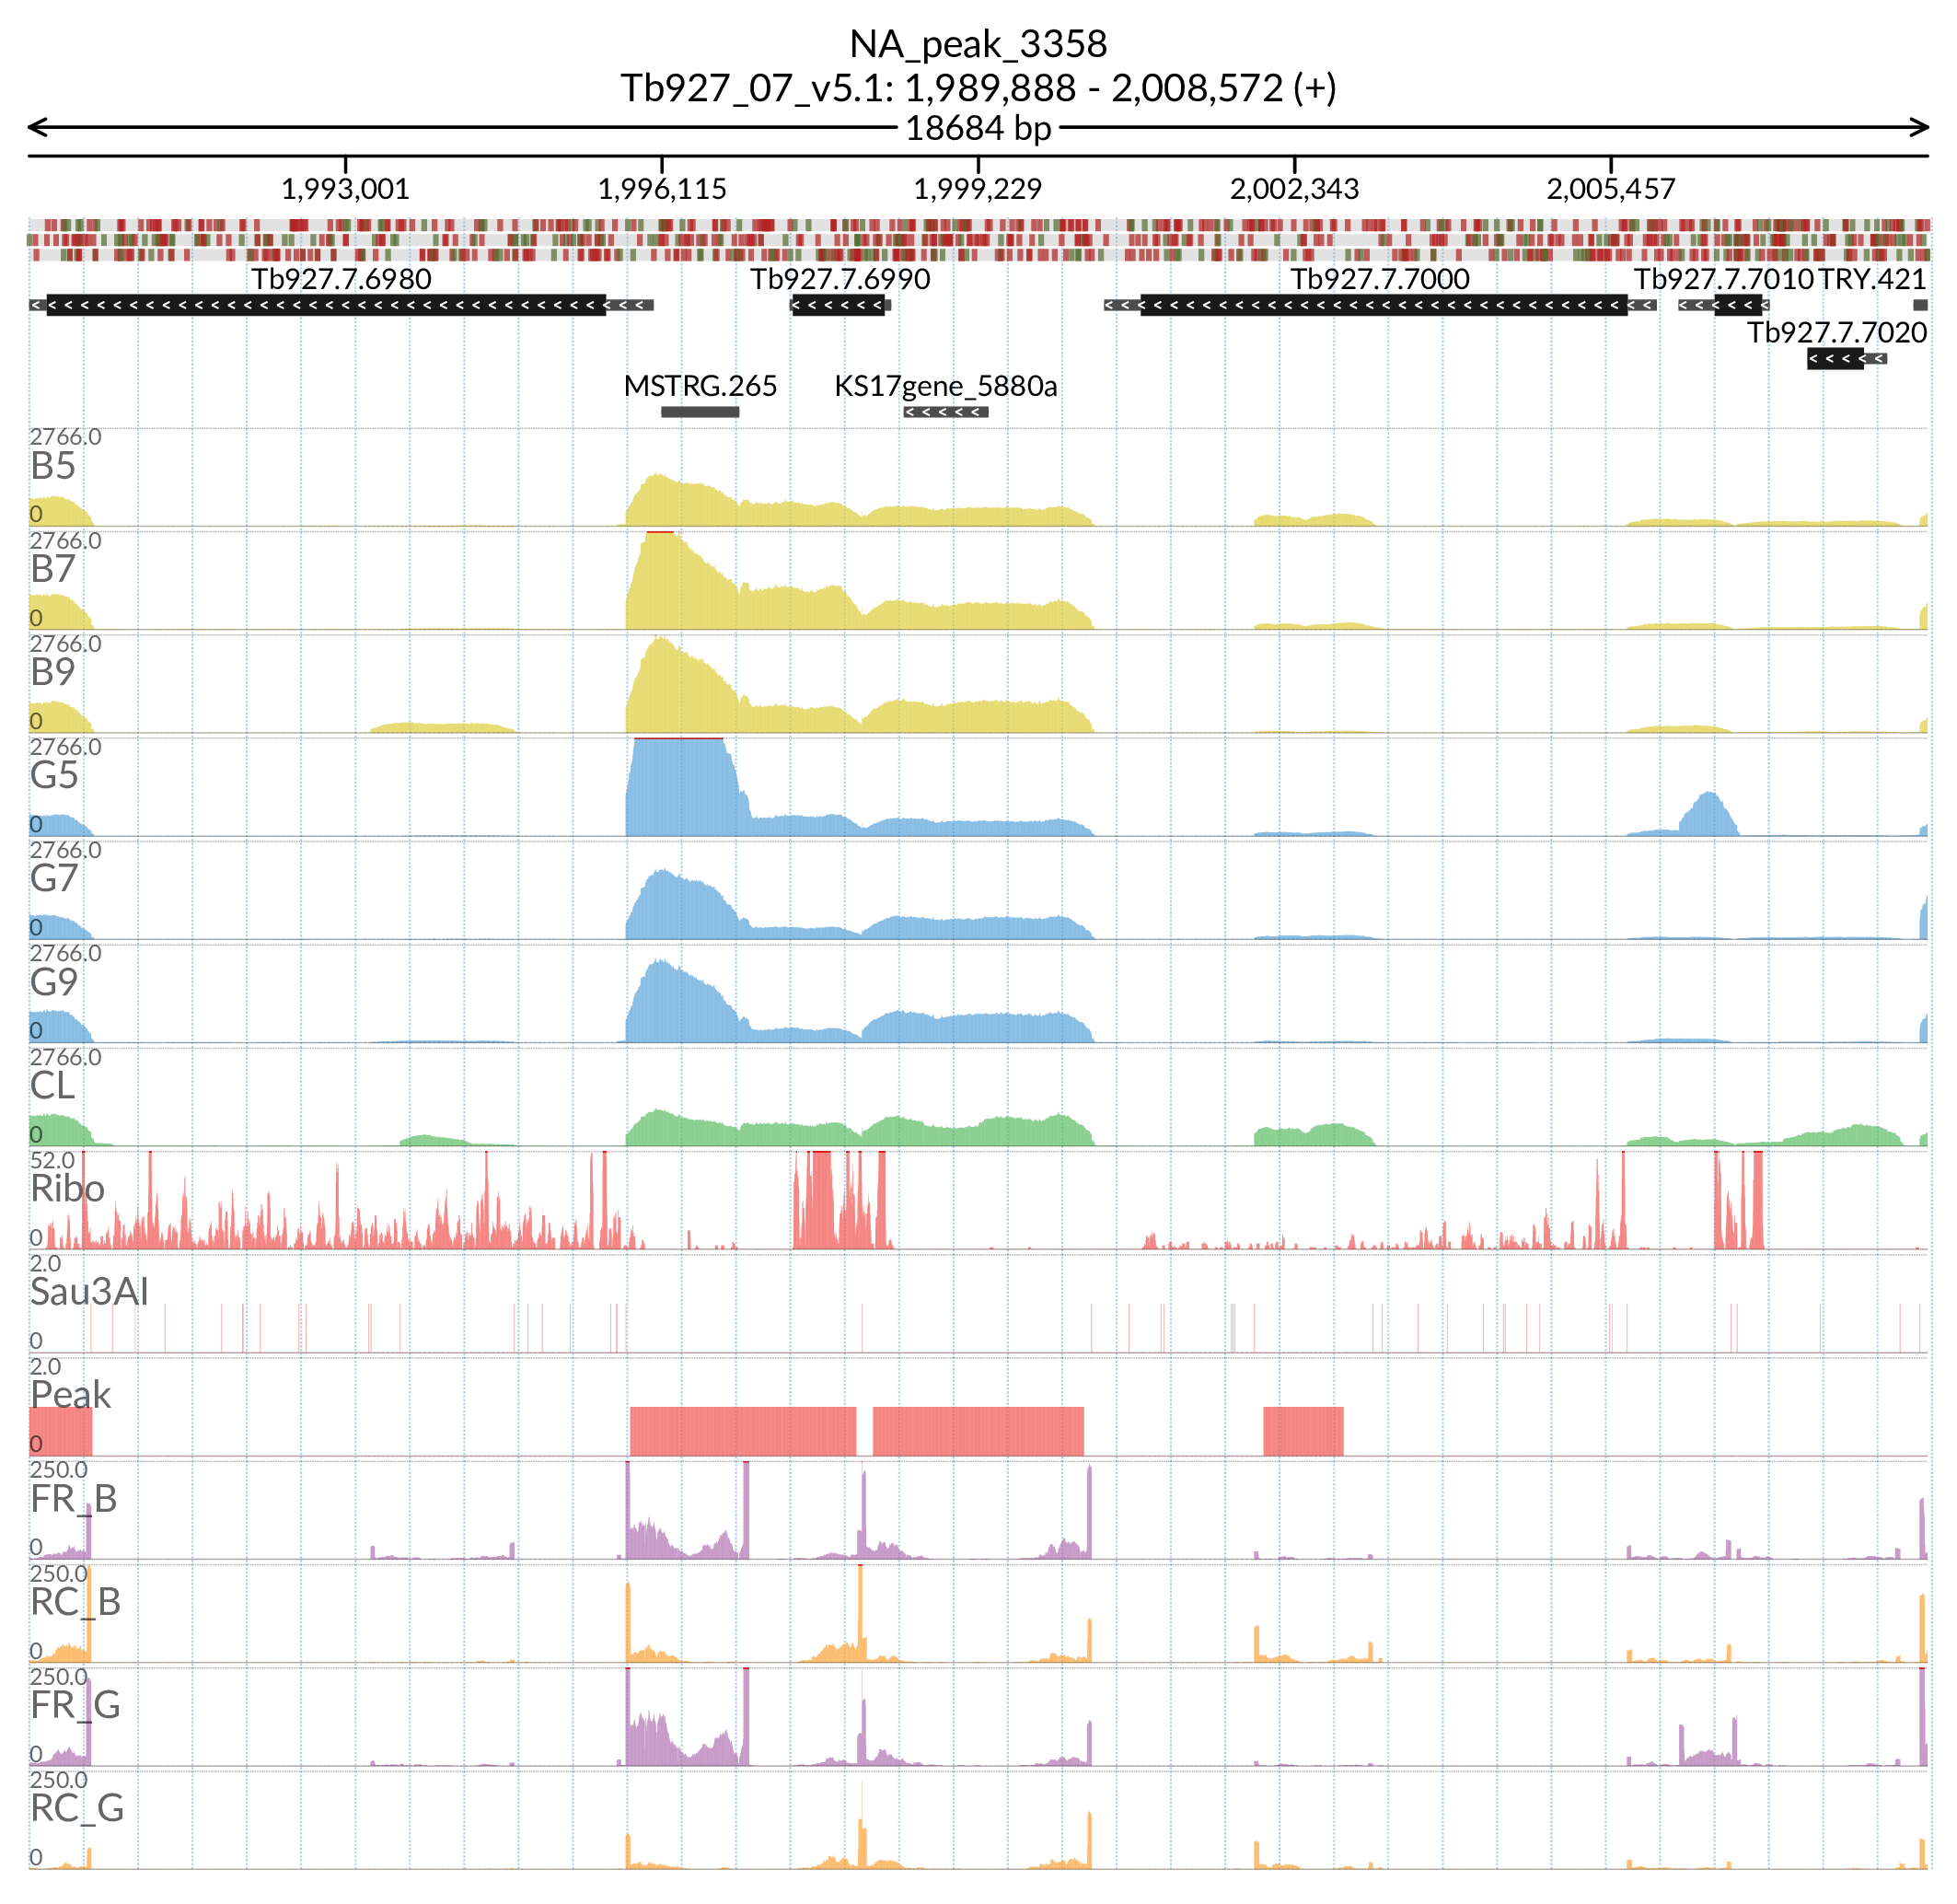 NA_peak_3358
Tb927_07_v5.1: 1,989,888 - 2,008,572 (+)
18684 bp
1,993,001 1,996,115 1,999,229 2,002,343 2,005,457
Tb927.7.6980 Tb927.7.6990 Tb927.7.7000 Tb927.7.7010 TRY.421
Tb927.7.7020
MSTRG.265 KS17gene_5880a
2766.0
B5
0
2766.0
B7
0
2766.0
B9
0
2766.0
G5
0
2766.0
G7
0
2766.0
G9
0
2766.0
CL
0
52.0
Ribo
0
2.0
Sau3AI
0
2.0
Peak
0
250.0
FR_B
0
250.0
RC_B
0
250.0
FR_G
0
250.0
RC_G
0